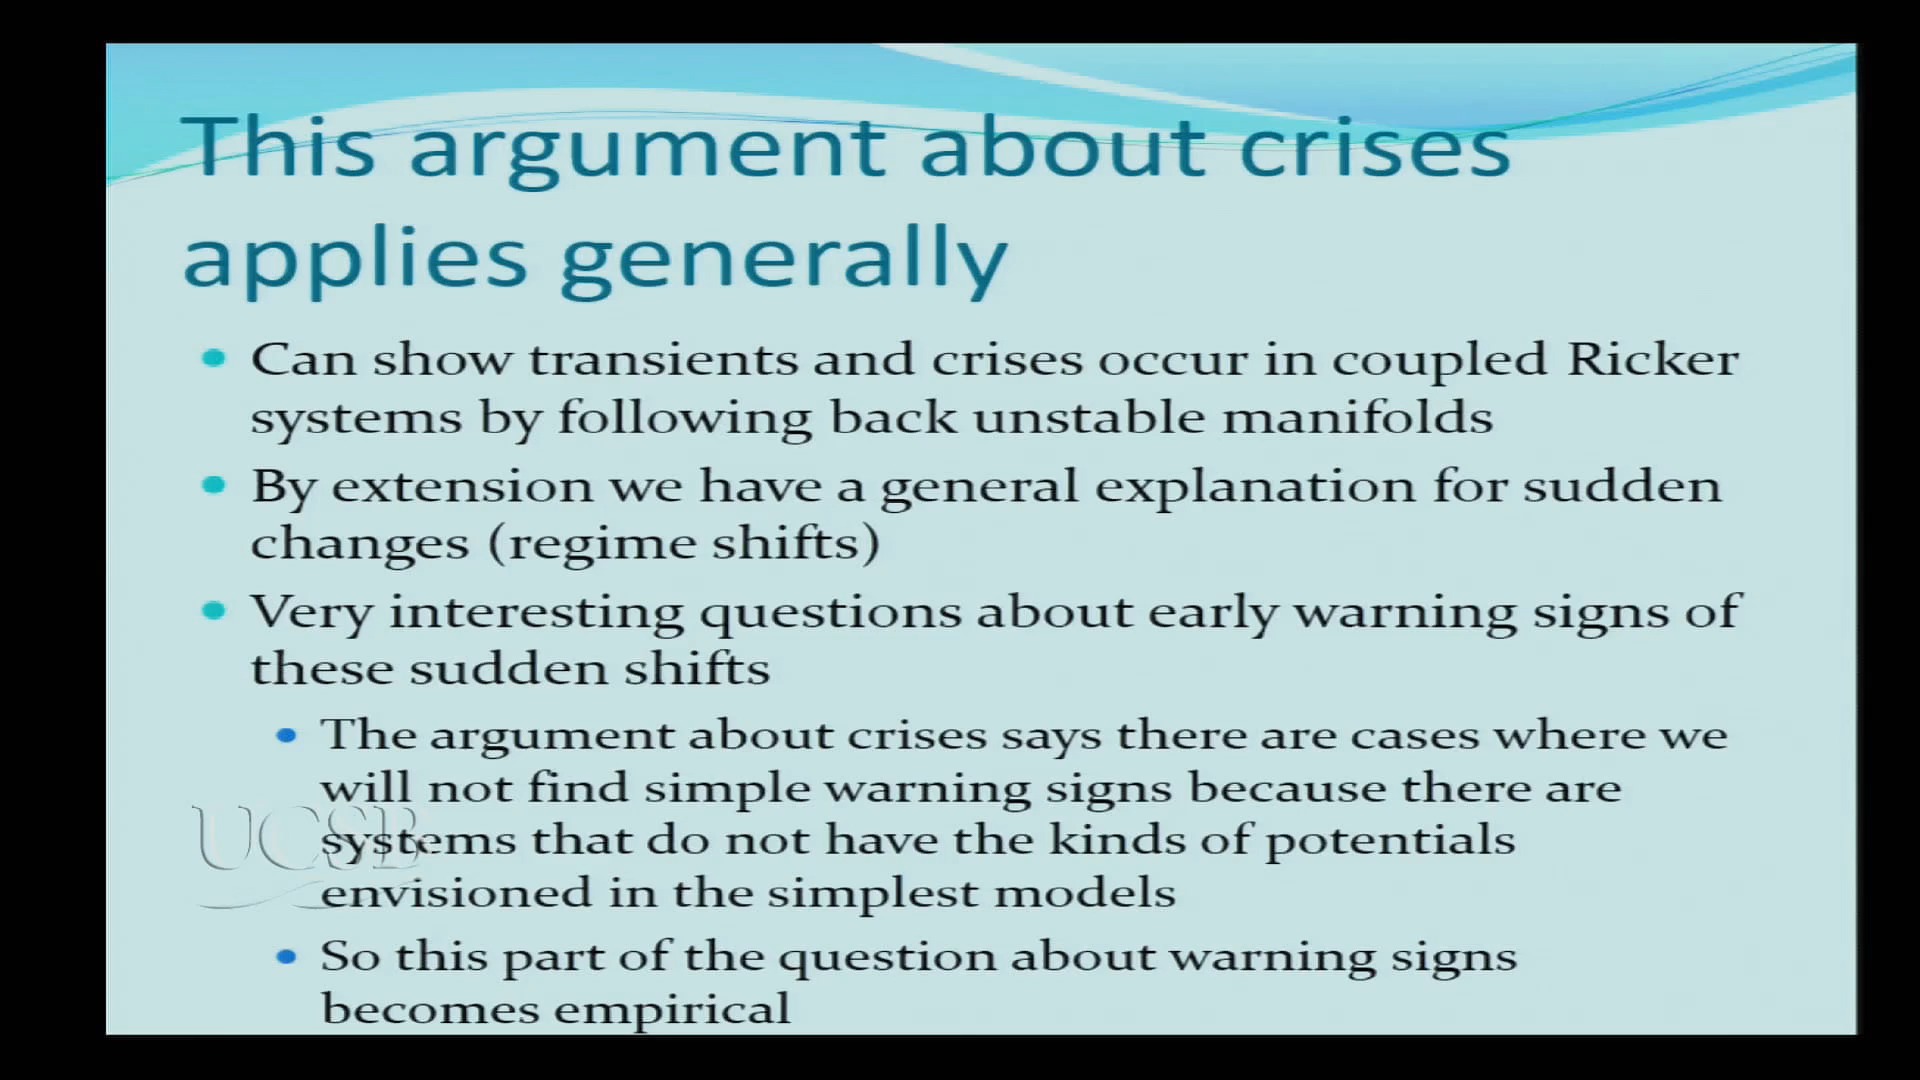 This argument about crises
applies generally
• Can show transients and crises occur in coupled Ricker
systems by following back unstable manifolds
• By extension we have a general explanation for sudden
changes (regime shifts)
• Very interesting questions about early warning signs of
these sudden shifts
• The argument about crises says there are cases where we
will not find simple warning signs because there are
systems that do not have the kinds of potentials
envisioned in the simplest models
• So this part of the question about warning signs
becomes empirical
UCSB